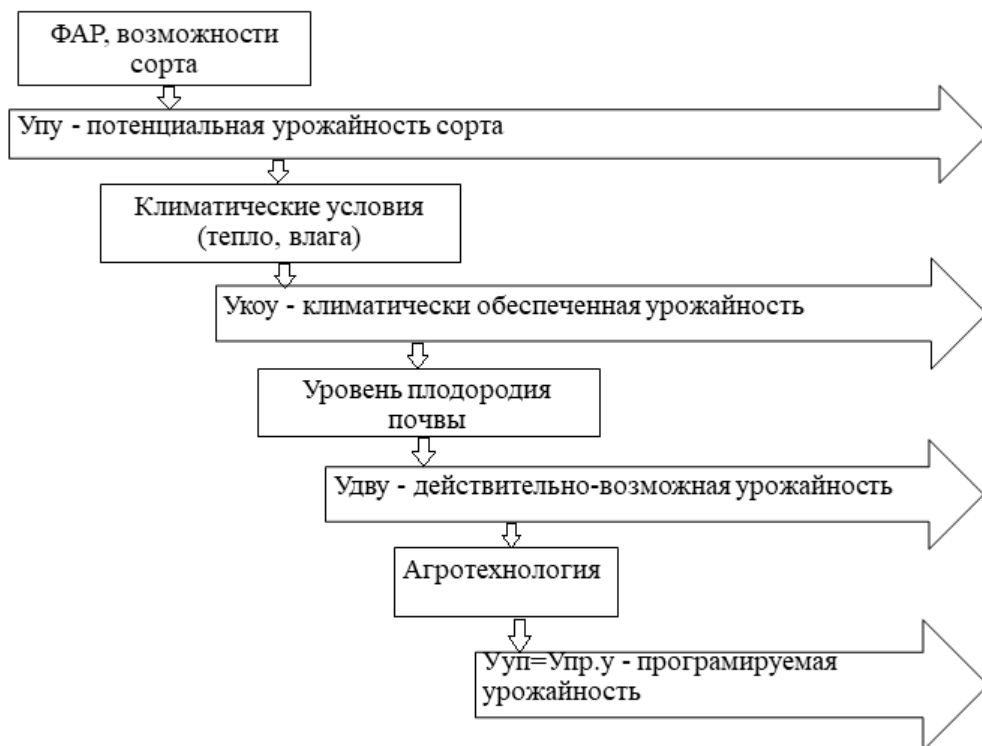 ФАР, возможности
сорта
Упу - потенциальная урожайность сорта
Климатические условия
(тепло, влага)
Укоу - климатически обеспеченная урожайность
Уровень плодородия
почвы
Удву - действительно-возможная урожайность
Агротехнология
Ууп=Упр.у - програмируемая
урожайность